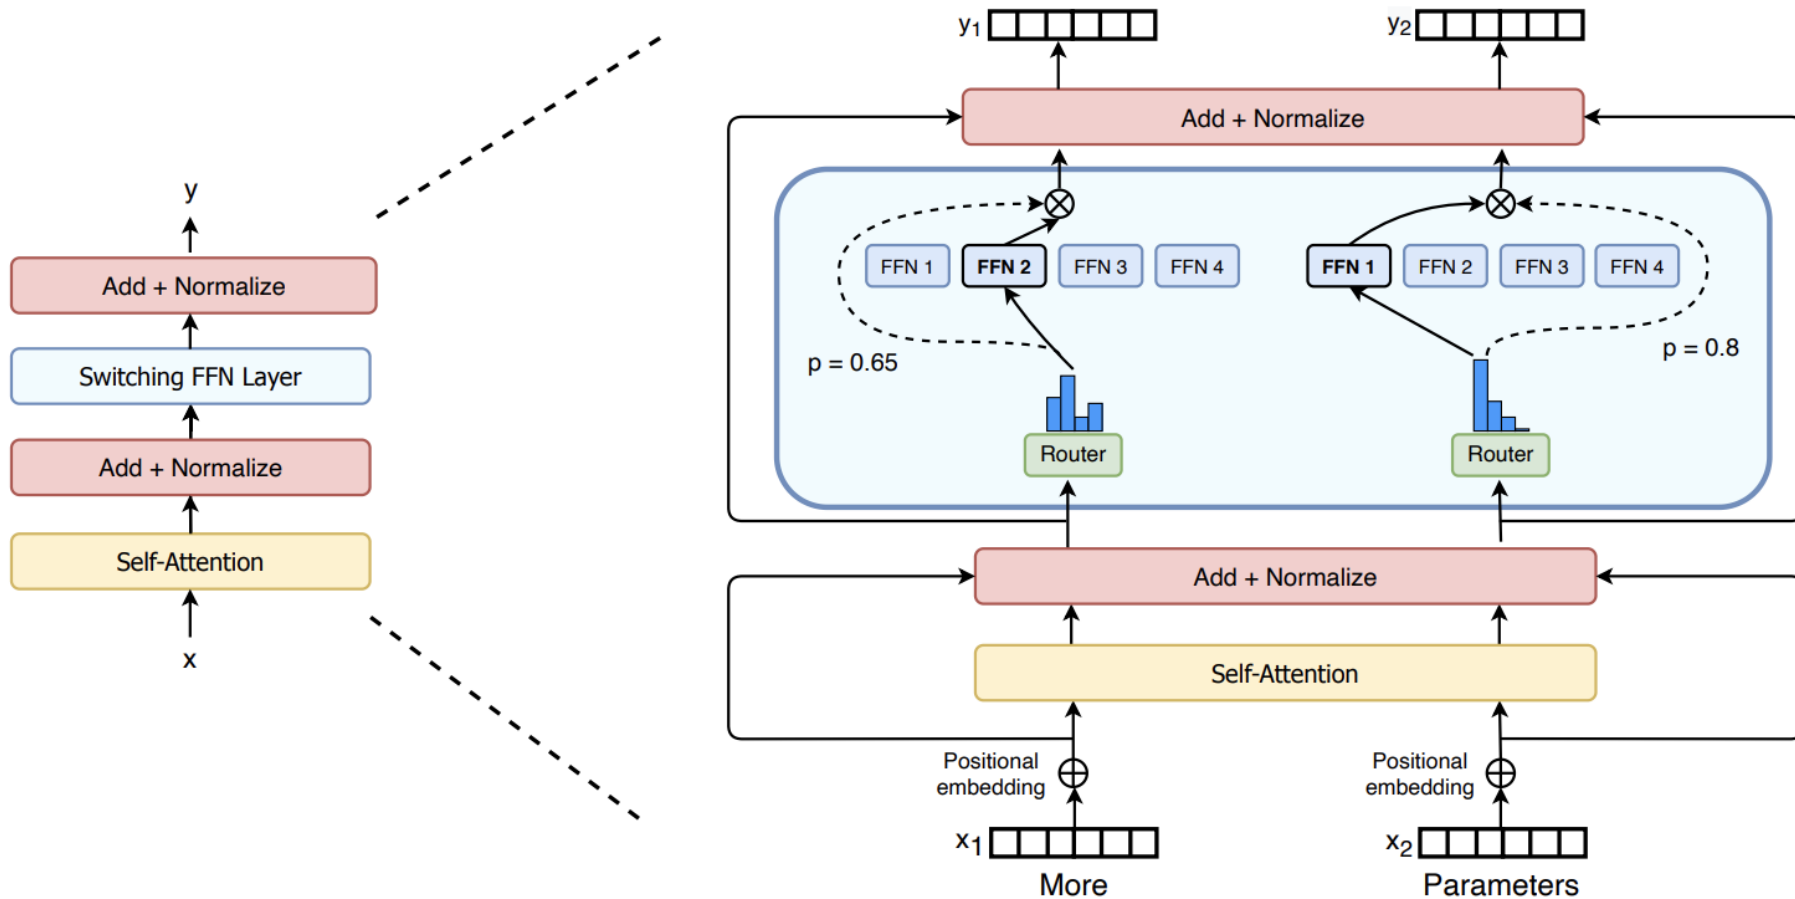 y
Add + Normalize
Switching FFN Layer
Add + Normalize
Self-Attention
x
y1
y2
Add + Normalize
FFN 1 FFN 2 FFN 3 FFN 4
FFN 1 FFN 2 FFN 3 FFN 4
p = 0.65
p = 0.8
Router
Router
Add + Normalize
Self-Attention
Positional
embedding
Positional
embedding
x1
x2
More
Parameters